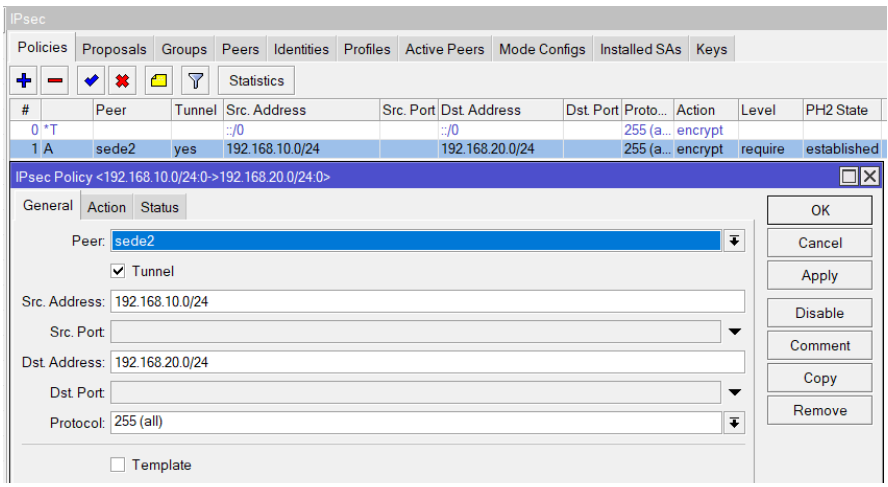 IPsec
Policies Proposals Groups Peers Identities Profiles Active Peers Mode Configs Installed SAs Keys
Statistics
# Peer Tunnel Src. Address Src. Port Dst. Address Dst. Port Proto... Action Level PH2 State
0 *T ::/0 ::/0 255 (a... encrypt
1 A sede2 yes 192.168.10.0/24 192.168.20.0/24 255 (a... encrypt require established
IPsec Policy <192.168.10.0/24:0->192.168.20.0/24:0>
General Action Status OK
Peer: sede2 Cancel
Tunnel Apply
Src. Address: 192.168.10.0/24
Disable
Src. Port:
Comment
Dst. Address: 192.168.20.0/24
Copy
Dst. Port:
Remove
Protocol: 255 (all)
Template